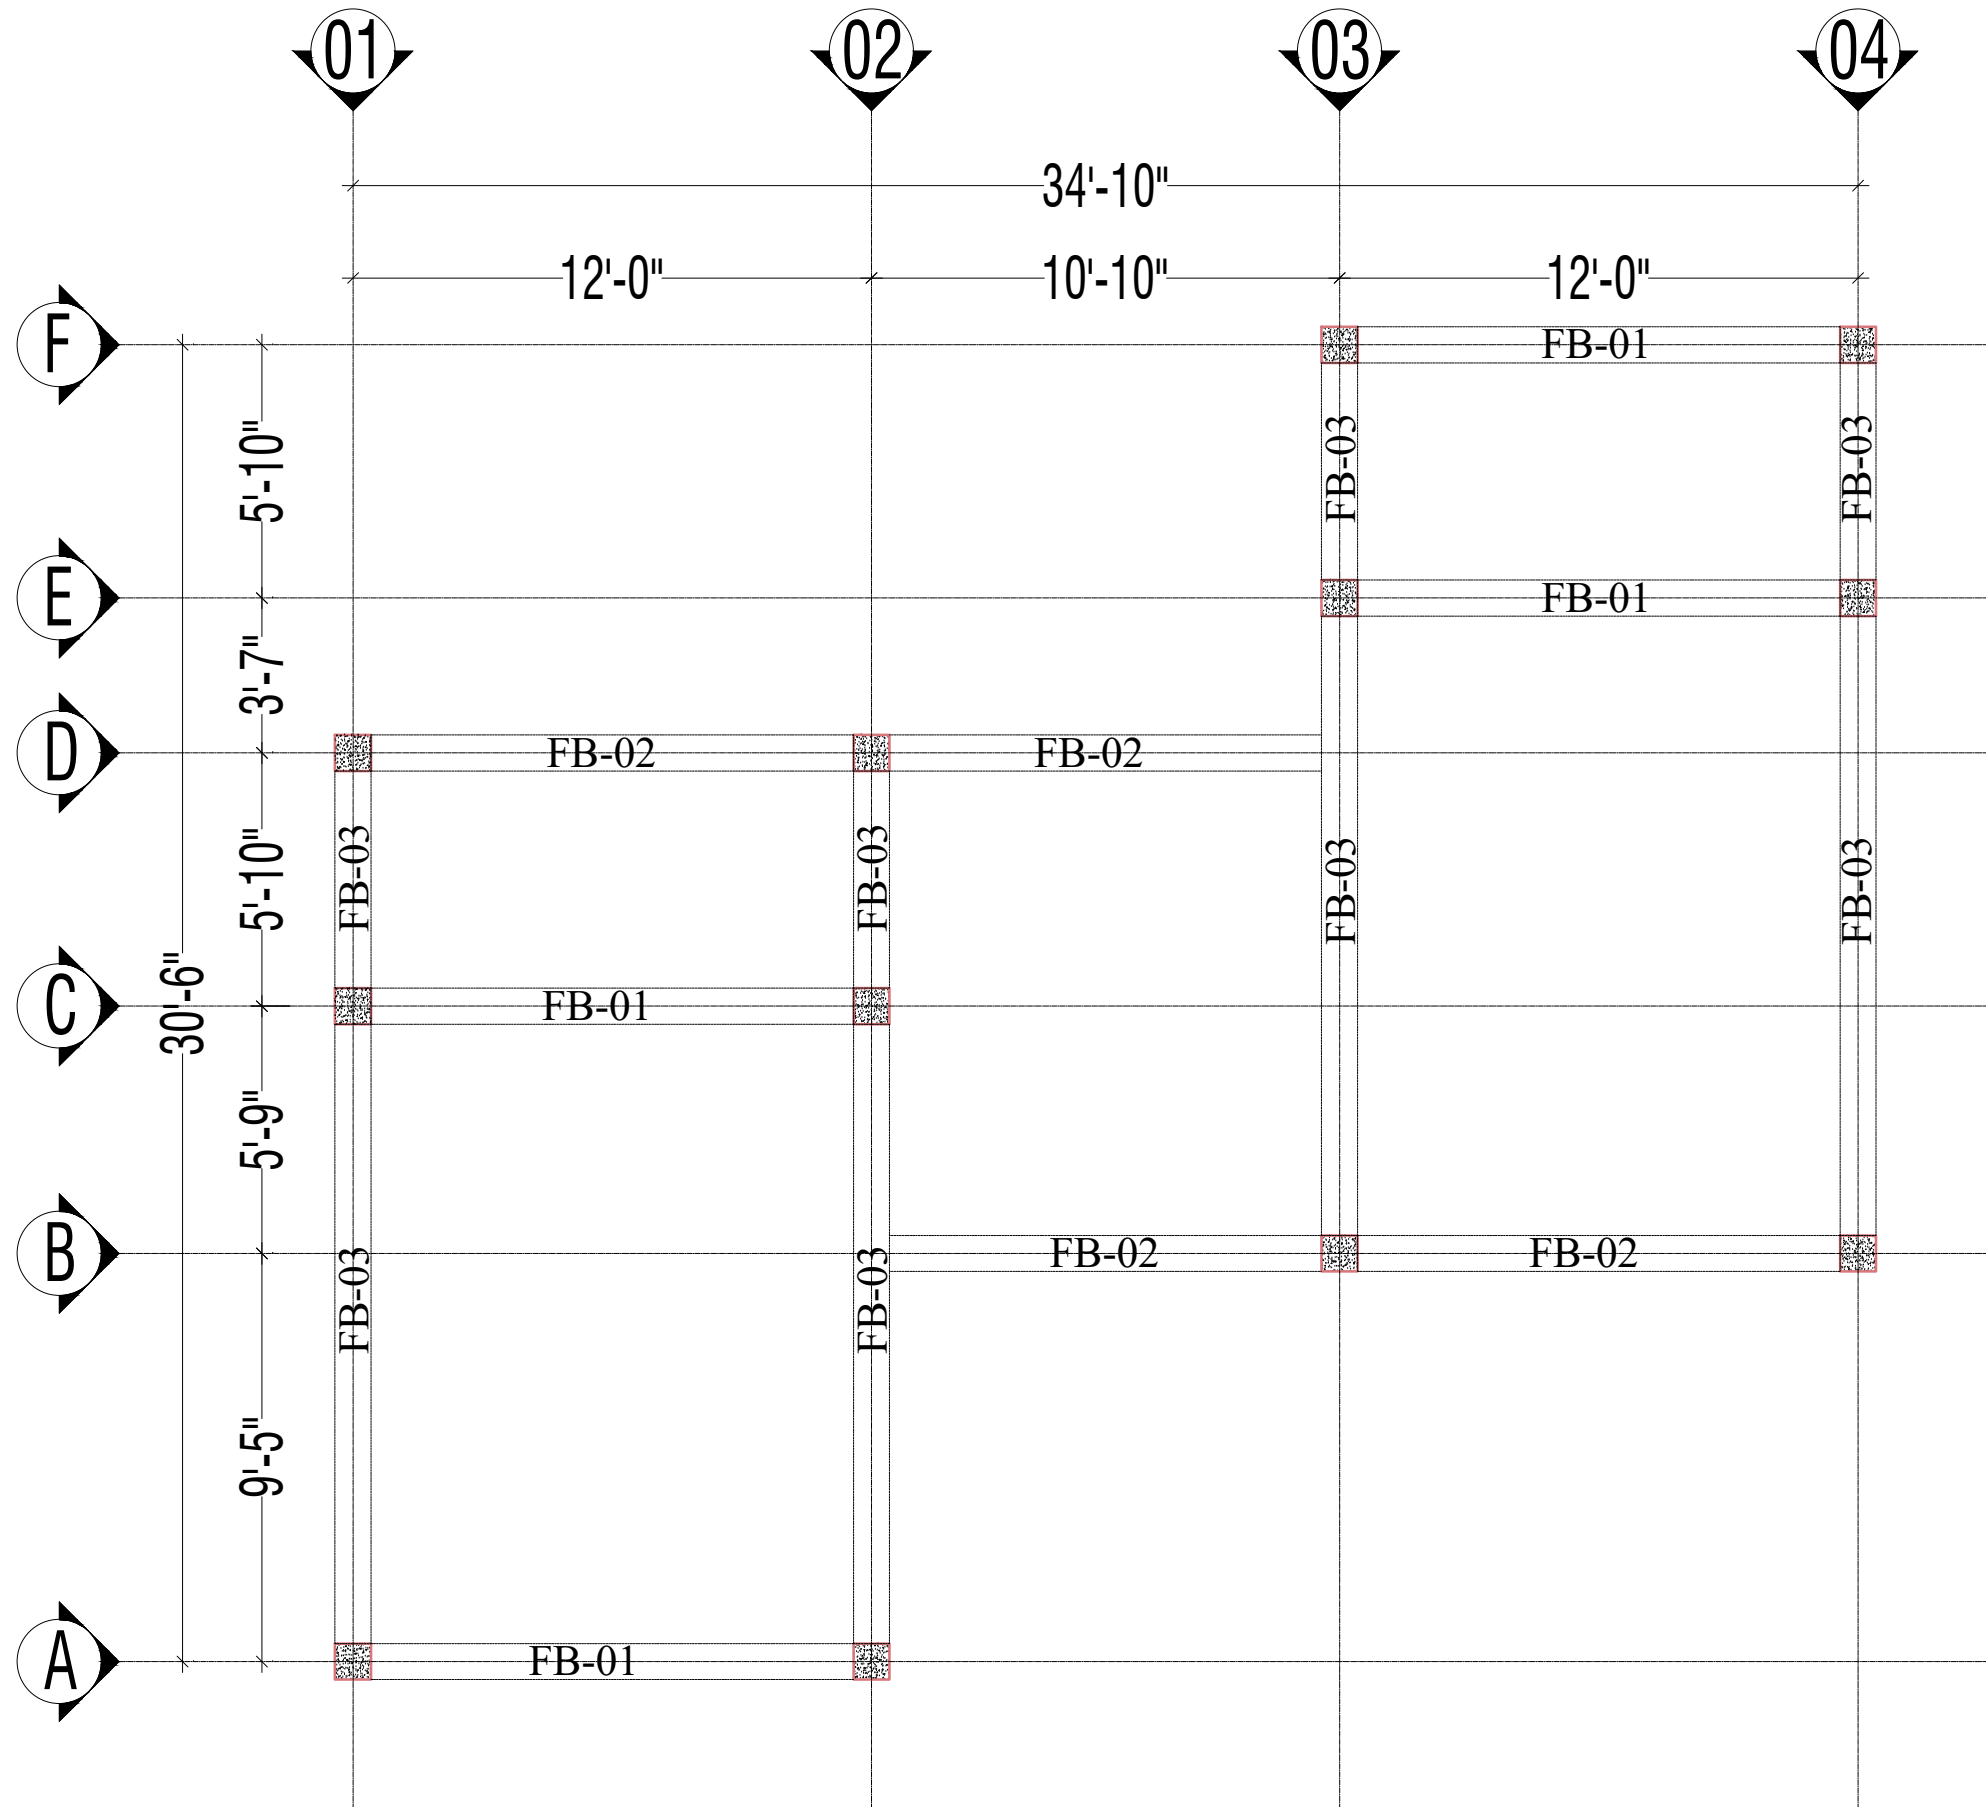 01 02 03 04
34'-10"
12'-0" 10'-10" 12'-0"
F
FB-01
5'-10"
FB-03 FB-03
E
FB-01
3'-7"
D
FB-02 FB-02
5'-10"
FB-03 FB-03 FB-03 FB-03
30'-6"
C
FB-01
5'-9"
B
FB-02 FB-02
FB-03 FB-03
9'-5"
A
FB-01